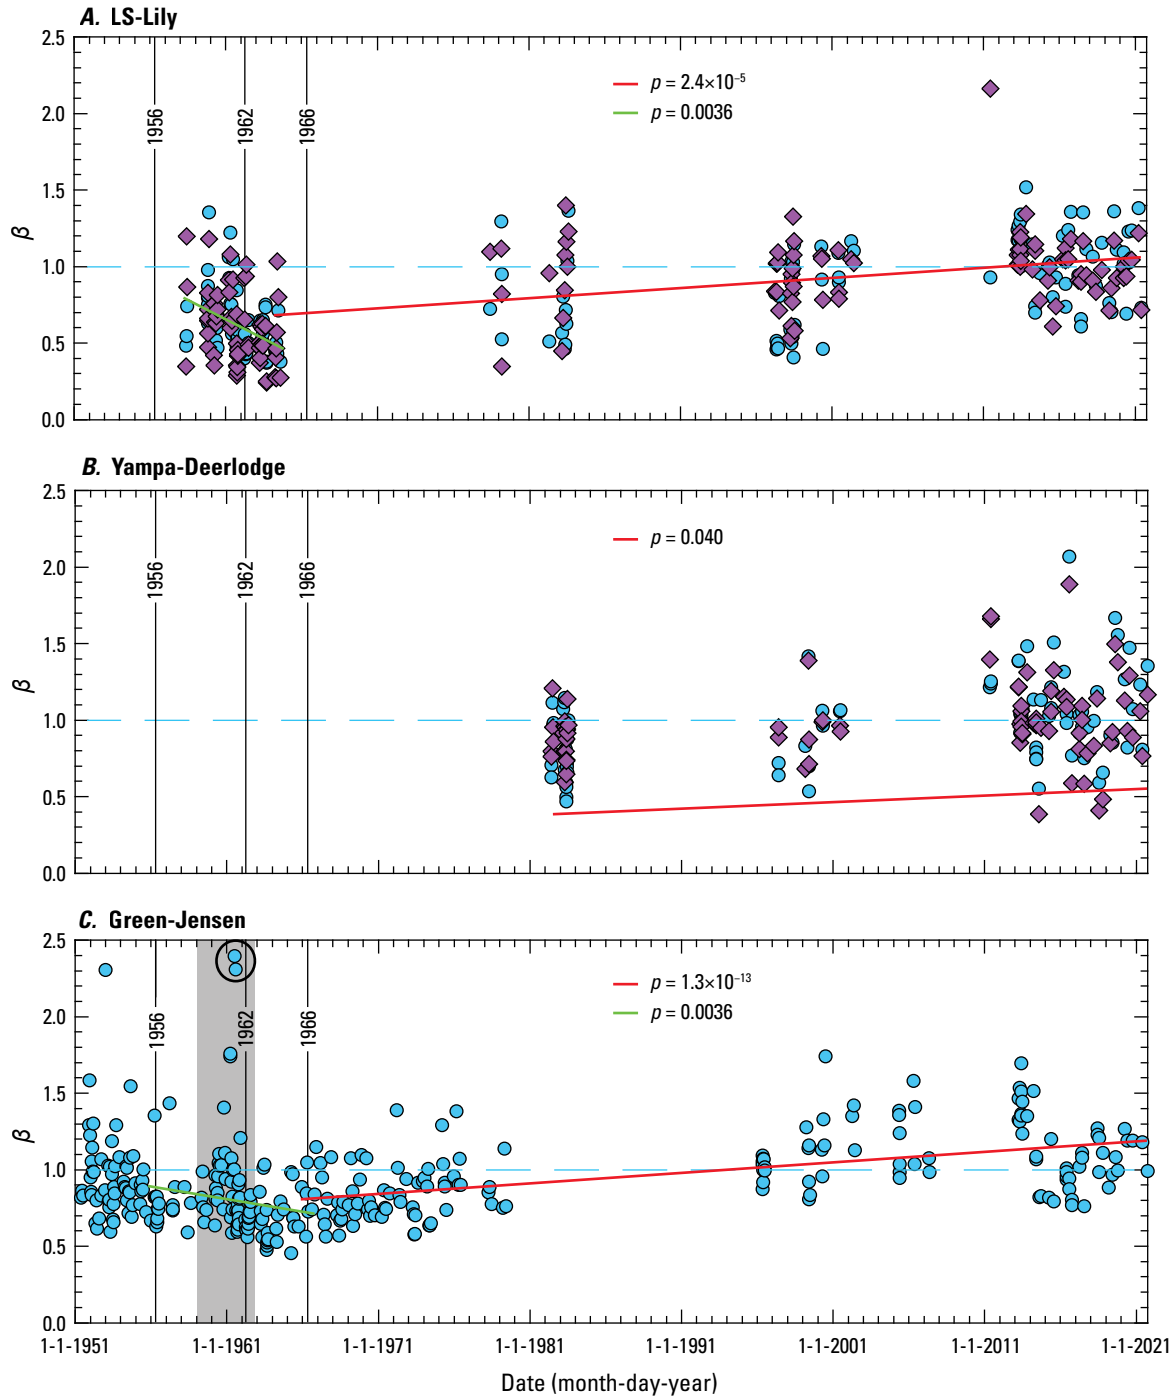 A. LS-Lily
2.5
2.0
1.5
1.0
0.5
0.0
β
1956
1962
1966
p = 2.4×10⁻⁵
p = 0.0036
B. Yampa-Deerlodge
2.5
2.0
1.5
1.0
0.5
0.0
β
1956
1962
1966
p = 0.040
C. Green-Jensen
2.5
2.0
1.5
1.0
0.5
0.0
β
1956
1962
1966
p = 1.3×10⁻¹³
p = 0.0036
1-1-1951 1-1-1961 1-1-1971 1-1-1981 1-1-1991 1-1-2001 1-1-2011 1-1-2021
Date (month-day-year)